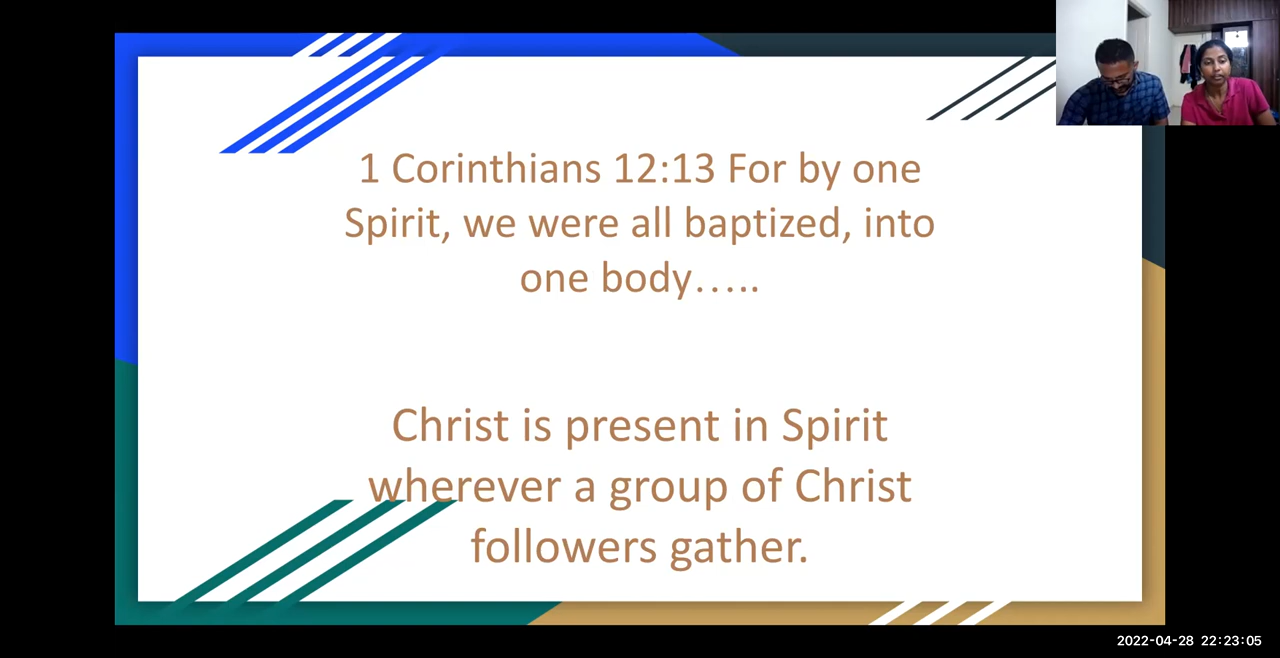 1 Corinthians 12:13 For by one
Spirit, we were all baptized, into
one body…..
Christ is present in Spirit
wherever a group of Christ
followers gather.
2022-04-28 22:23:05